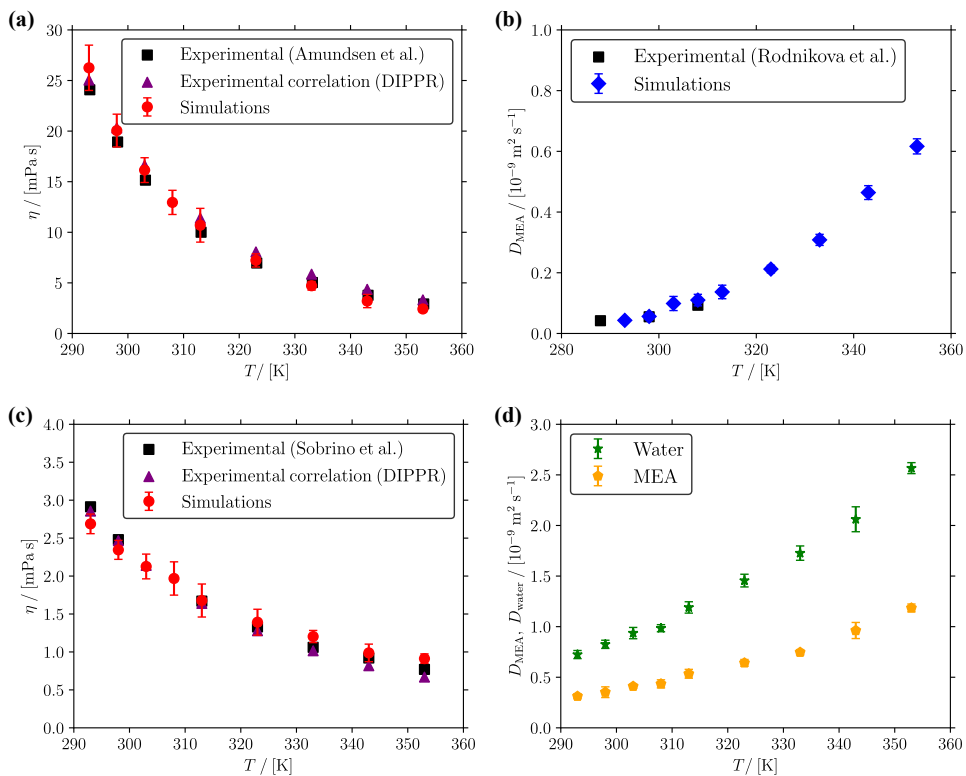 (a)
Experimental (Amundsen et al.)
Experimental correlation (DIPPR)
Simulations
30
25
20
15
10
5
0
η / [mPa s]
290 300 310 320 330 340 350 360
T / [K]
(b)
Experimental (Rodnikova et al.)
Simulations
1.0
0.8
0.6
0.4
0.2
0.0
D_MEA / [10⁻⁹ m² s⁻¹]
280 300 320 340 360
T / [K]
(c)
Experimental (Sobrino et al.)
Experimental correlation (DIPPR)
Simulations
4.0
3.5
3.0
2.5
2.0
1.5
1.0
0.5
0.0
η / [mPa s]
290 300 310 320 330 340 350 360
T / [K]
(d)
Water
MEA
3.0
2.5
2.0
1.5
1.0
0.5
0.0
D_MEA, D_water / [10⁻⁹ m² s⁻¹]
290 300 310 320 330 340 350 360
T / [K]